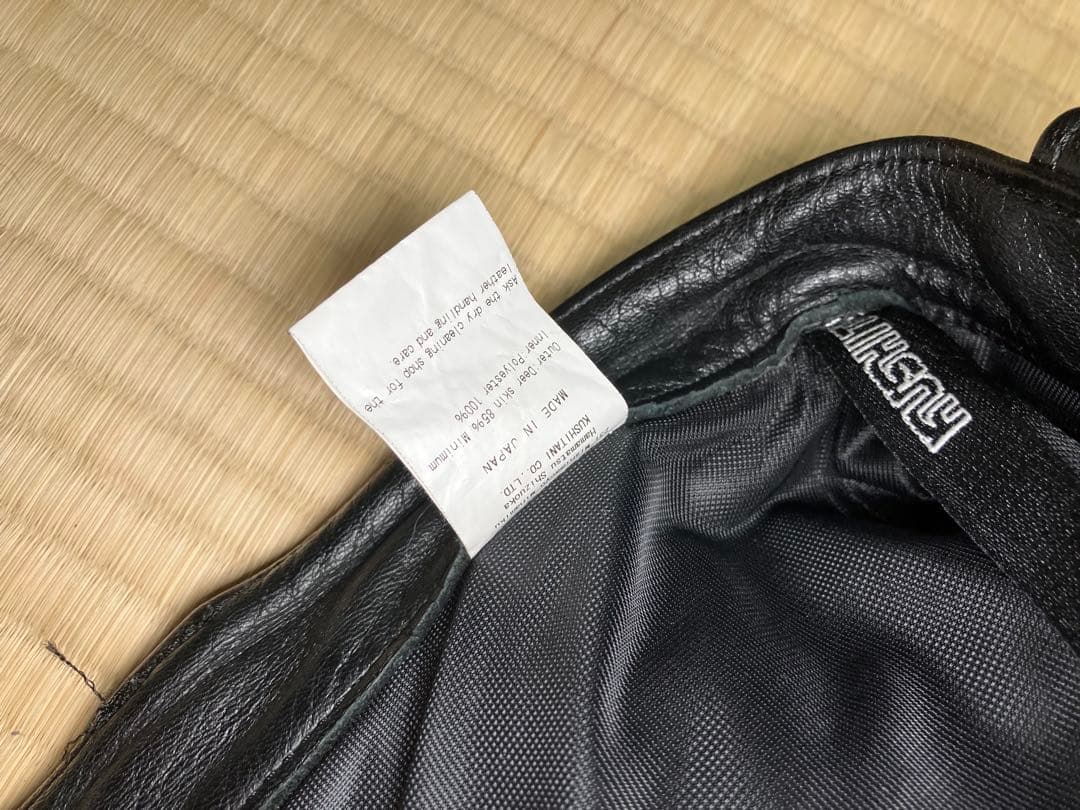 Hamamatsu Shizuoka
KUSHITANI CO.,LTD.
MADE IN JAPAN
Outer Deer skin 85% Minimum
Inner Polyester 100%
Ask the dry cleaning shop for the
leather handling and care.
KUSHI